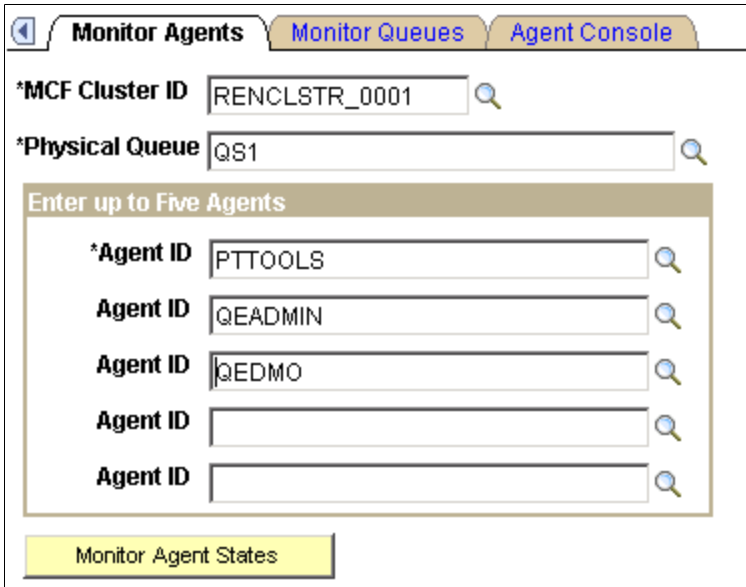 Monitor Agents Monitor Queues Agent Console
*MCF Cluster ID RENCLSTR_0001
*Physical Queue QS1
Enter up to Five Agents
*Agent ID PTTOOLS
Agent ID QEADMIN
Agent ID QEDMO
Agent ID
Agent ID
Monitor Agent States